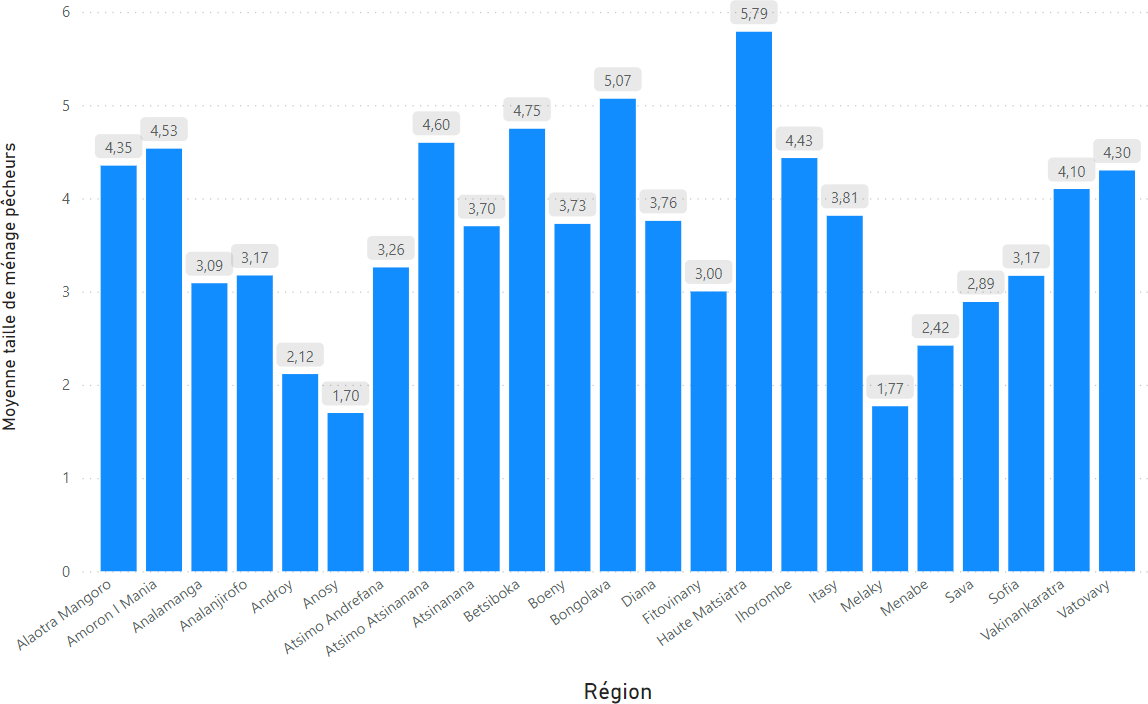 Moyenne taille de ménage pêcheurs
6
5
4
3
2
1
0
4,35
4,53
3,09
3,17
2,12
1,70
3,26
4,60
3,70
4,75
3,73
5,07
3,76
3,00
5,79
4,43
3,81
1,77
2,42
2,89
3,17
4,10
4,30
Alaotra Mangoro
Amoron I Mania
Analamanga
Analanjirofo
Androy
Anosy
Atsimo Andrefana
Atsimo Atsinanana
Atsinanana
Betsiboka
Boeny
Bongolava
Diana
Fitovinany
Haute Matsiatra
Ihorombe
Itasy
Melaky
Menabe
Sava
Sofia
Vakinankaratra
Vatovavy
Région